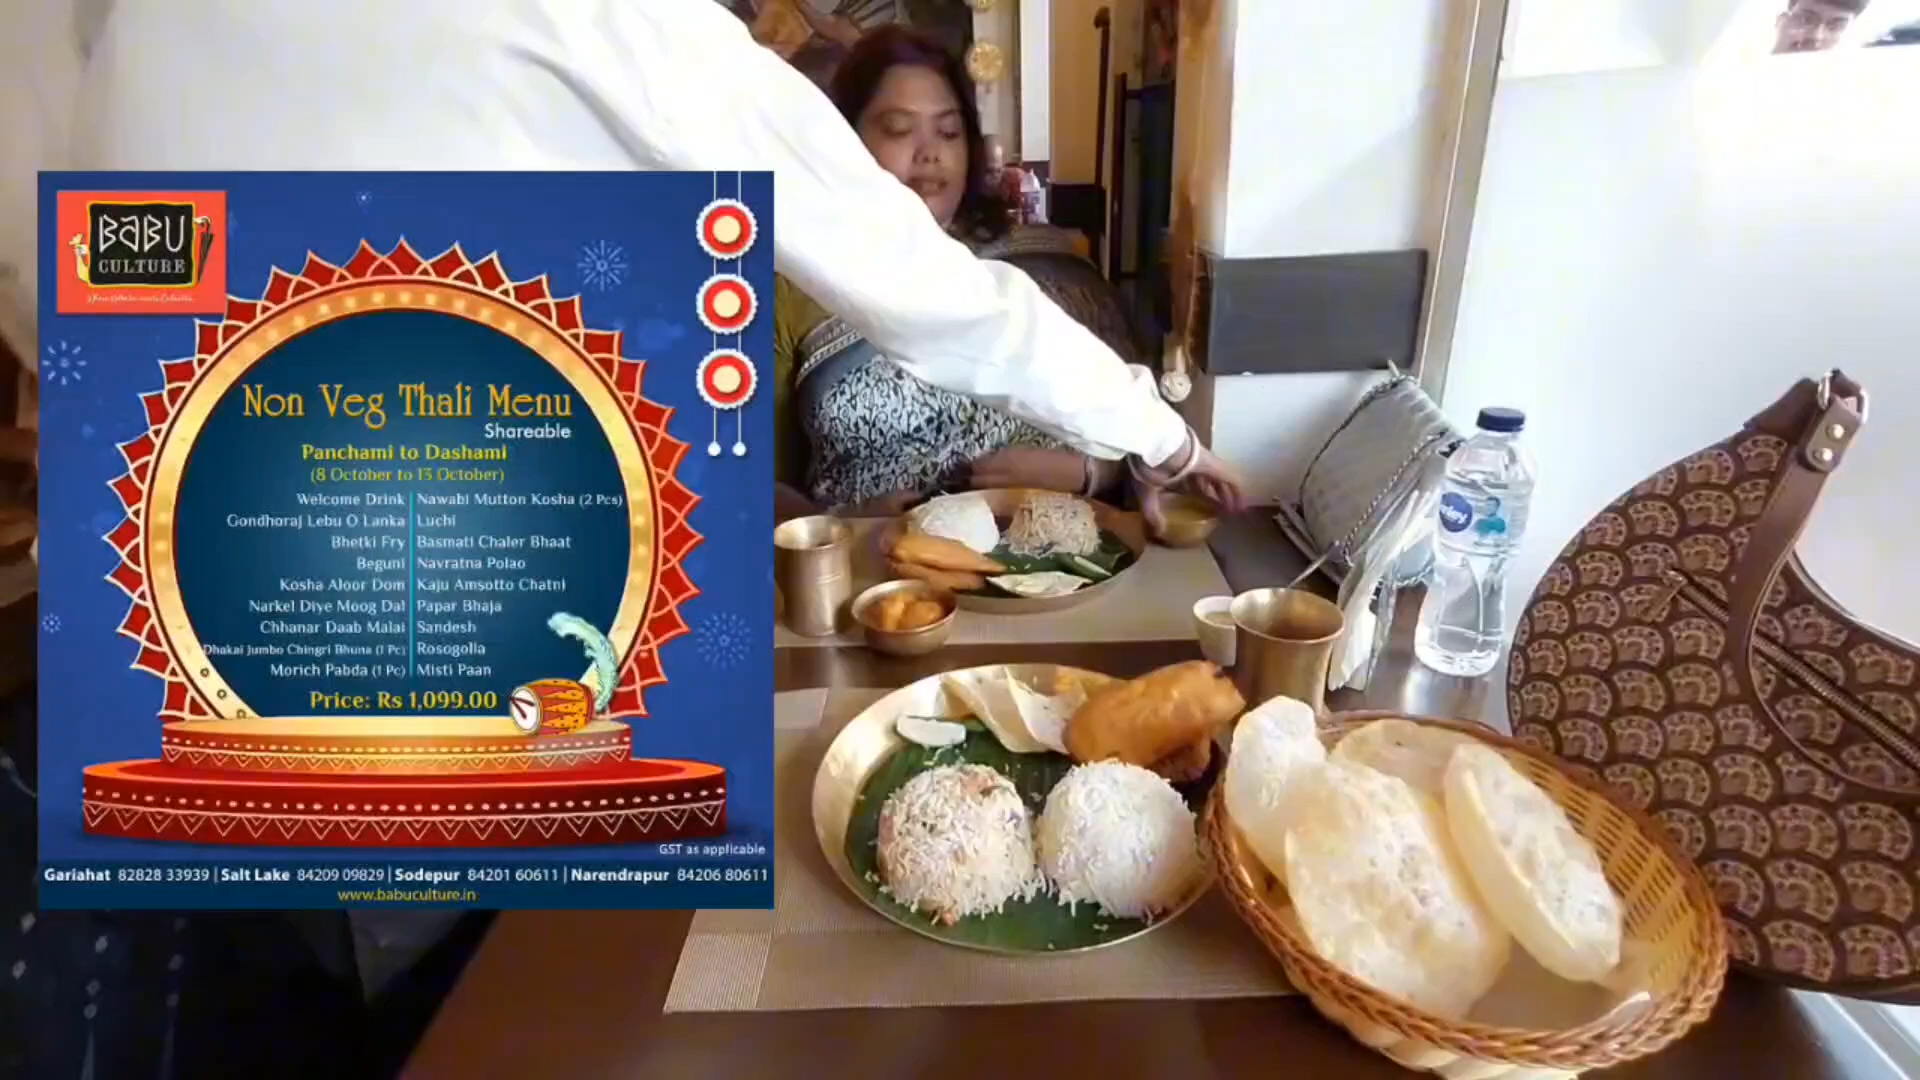 BaBU
CULTURE
Non Veg Thali Menu
Shareable
Panchami to Dashami
(8 October to 13 October)
Welcome Drink
Gondhoraj Lebu O Lanka
Bhetki Fry
Beguni
Kosha Aloor Dom
Narkel Diye Moog Dal
Chhanar Daab Malai
Dhakai Jumbo Chingri Bhuna (1 Pc)
Morich Pabda (1 Pc)
Nawabi Mutton Kosha (2 Pcs)
Luchi
Basmati Chaler Bhaat
Navratna Polao
Kaju Amsotto Chatni
Papar Bhaja
Sandesh
Rosogolla
Misti Paan
Price: Rs 1,099.00
GST as applicable
Gariahat 82828 33939 | Salt Lake 84209 09829 | Sodepur 84201 60611 | Narendrapur 84206 80611
www.babuculture.in